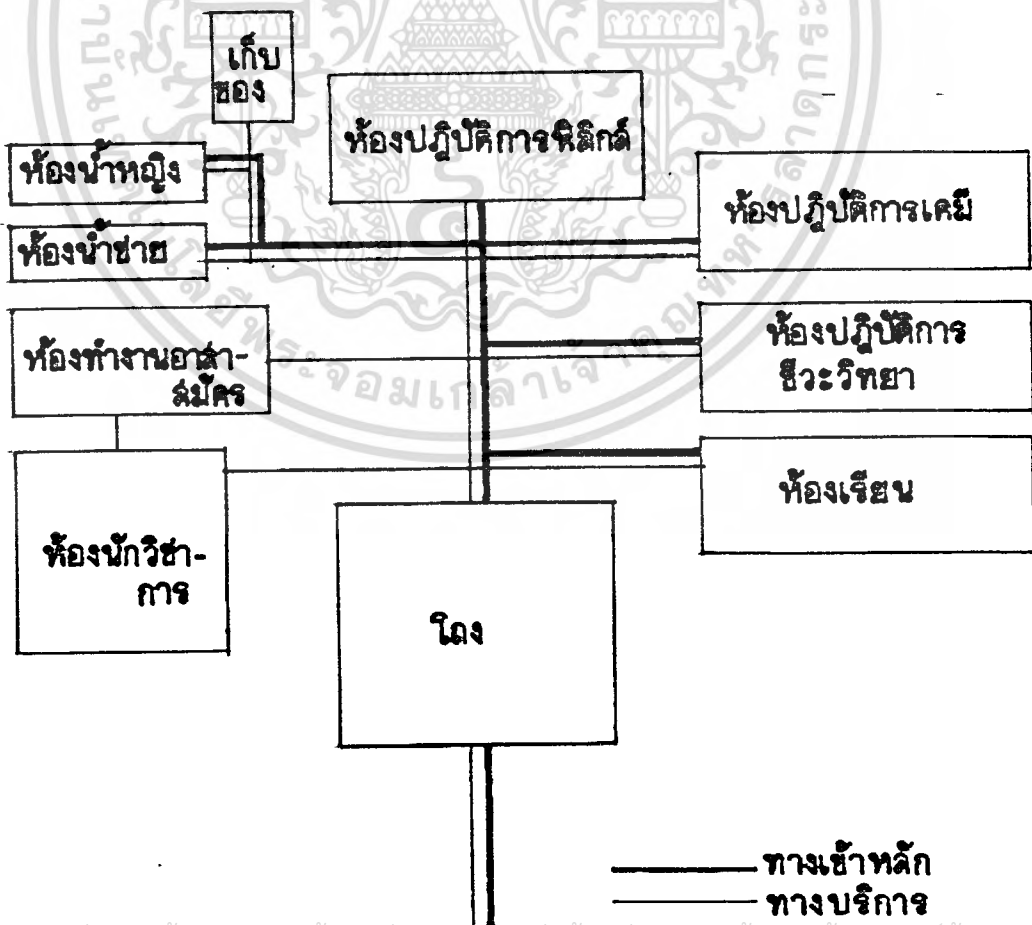 เก็บ
ของ
ห้องปฎิบัติการฟิสิกส์
ห้องน้ำหญิง
ห้องปฎิบัติการเคมี
ห้องน้ำชาย
ห้องทำงานอาสา-
สมัคร
ห้องปฎิบัติการ
ชีวะวิทยา
ห้องเรียน
ห้องนักวิชา-
การ
โถง
ทางเข้าหลัก
ทางบริการ